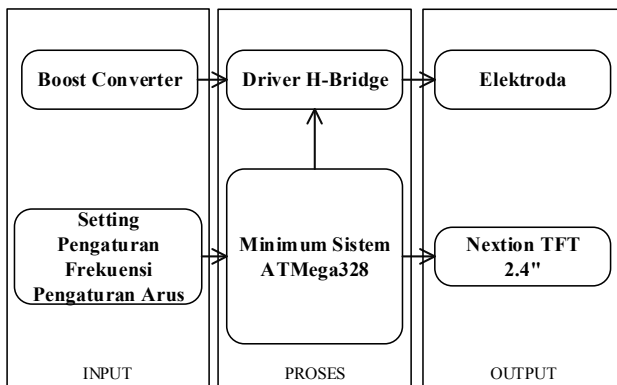 Boost Converter
Driver H-Bridge
Elektroda
Setting
Pengaturan
Frekuensi
Pengaturan Arus
Minimum Sistem
ATMega328
Nextion TFT
2.4"
INPUT
PROSES
OUTPUT